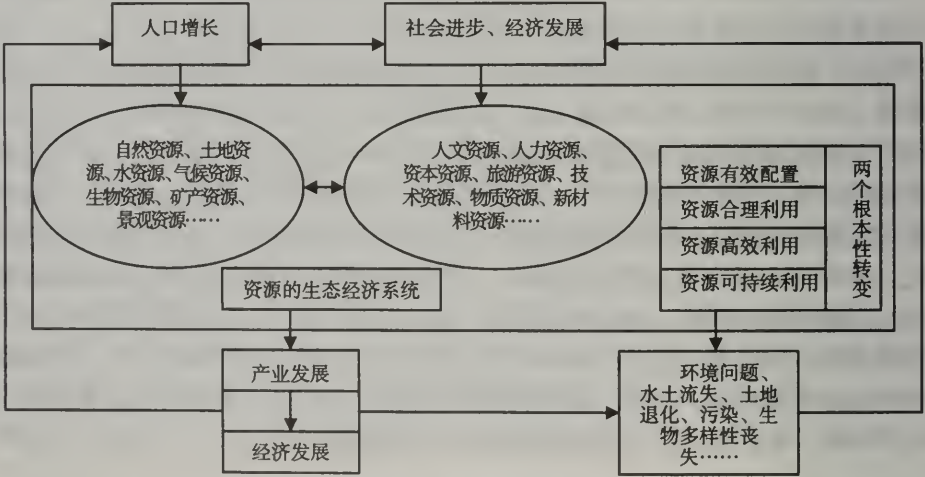 人口增长
社会进步、经济发展
自然资源、土地资
源、水资源、气候资源、
生物资源、矿产资源、
景观资源……
人文资源、人力资源、
资本资源、旅游资源、技
术资源、物质资源、新材
料资源……
资源有效配置
资源合理利用
资源高效利用
资源可持续利用
两个根本性转变
资源的生态经济系统
产业发展
经济发展
环境问题、
水土流失、土地
退化、污染、生
物多样性丧
失……